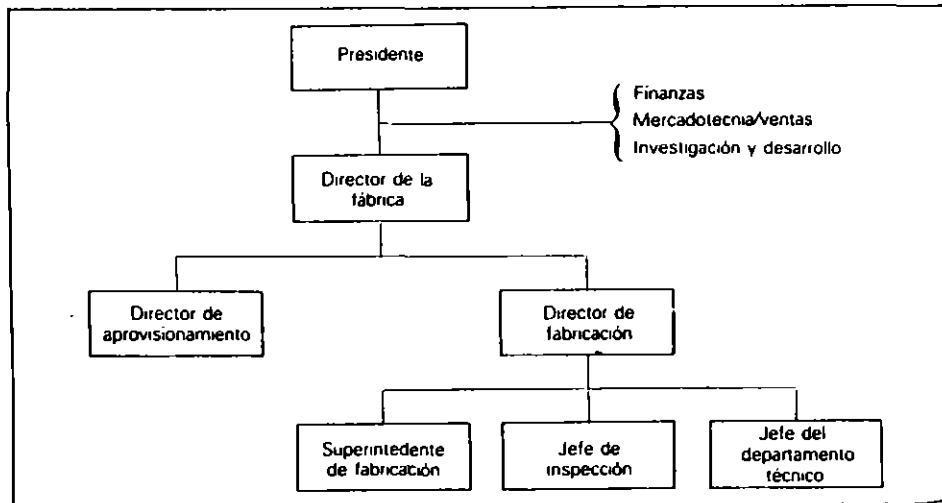 Presidente
Finanzas
Mercadotecnia/ventas
Investigación y desarrollo
Director de la
fábrica
Director de
aprovisionamiento
Director de
fabricación
Superintedente
de fabricación
Jefe de
inspección
Jefe del
departamento
técnico